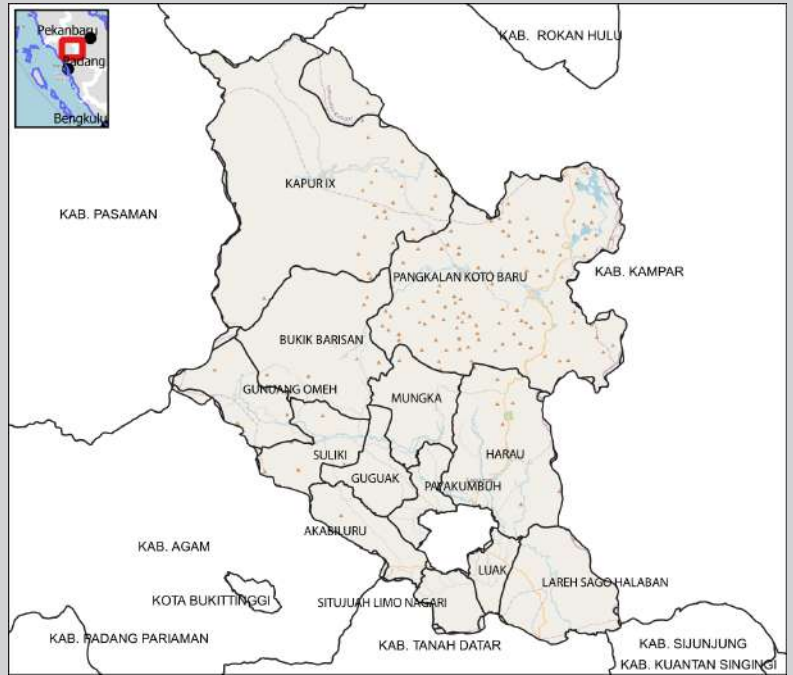 Pekanbaru
Padang
Bengkulu
KAB. ROKAN HULU
KAPUR IX
KAB. PASAMAN
KAB. KAMPAR
PANGKALAN KOTO BARU
BUKIK BARISAN
GUNUANG OMEH
MUNGKA
SULIKI
HARAU
GUGUAK
PAYAKUMBUH
AKABILURU
KAB. AGAM
LUAK
LAREH SAGO HALABAN
KOTA BUKITTINGGI
SITUJUAH LIMO NAGARI
KAB. PADANG PARIAMAN
KAB. TANAH DATAR
KAB. SIJUNJUNG
KAB. KUANTAN SINGINGI